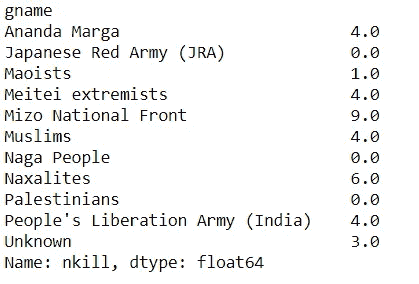 gname
Ananda Marga 4.0
Japanese Red Army (JRA) 0.0
Maoists 1.0
Meitei extremists 4.0
Mizo National Front 9.0
Muslims 4.0
Naga People 0.0
Naxalites 6.0
Palestinians 0.0
People's Liberation Army (India) 4.0
Unknown 3.0
Name: nkill, dtype: float64